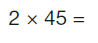 2 × 45 =